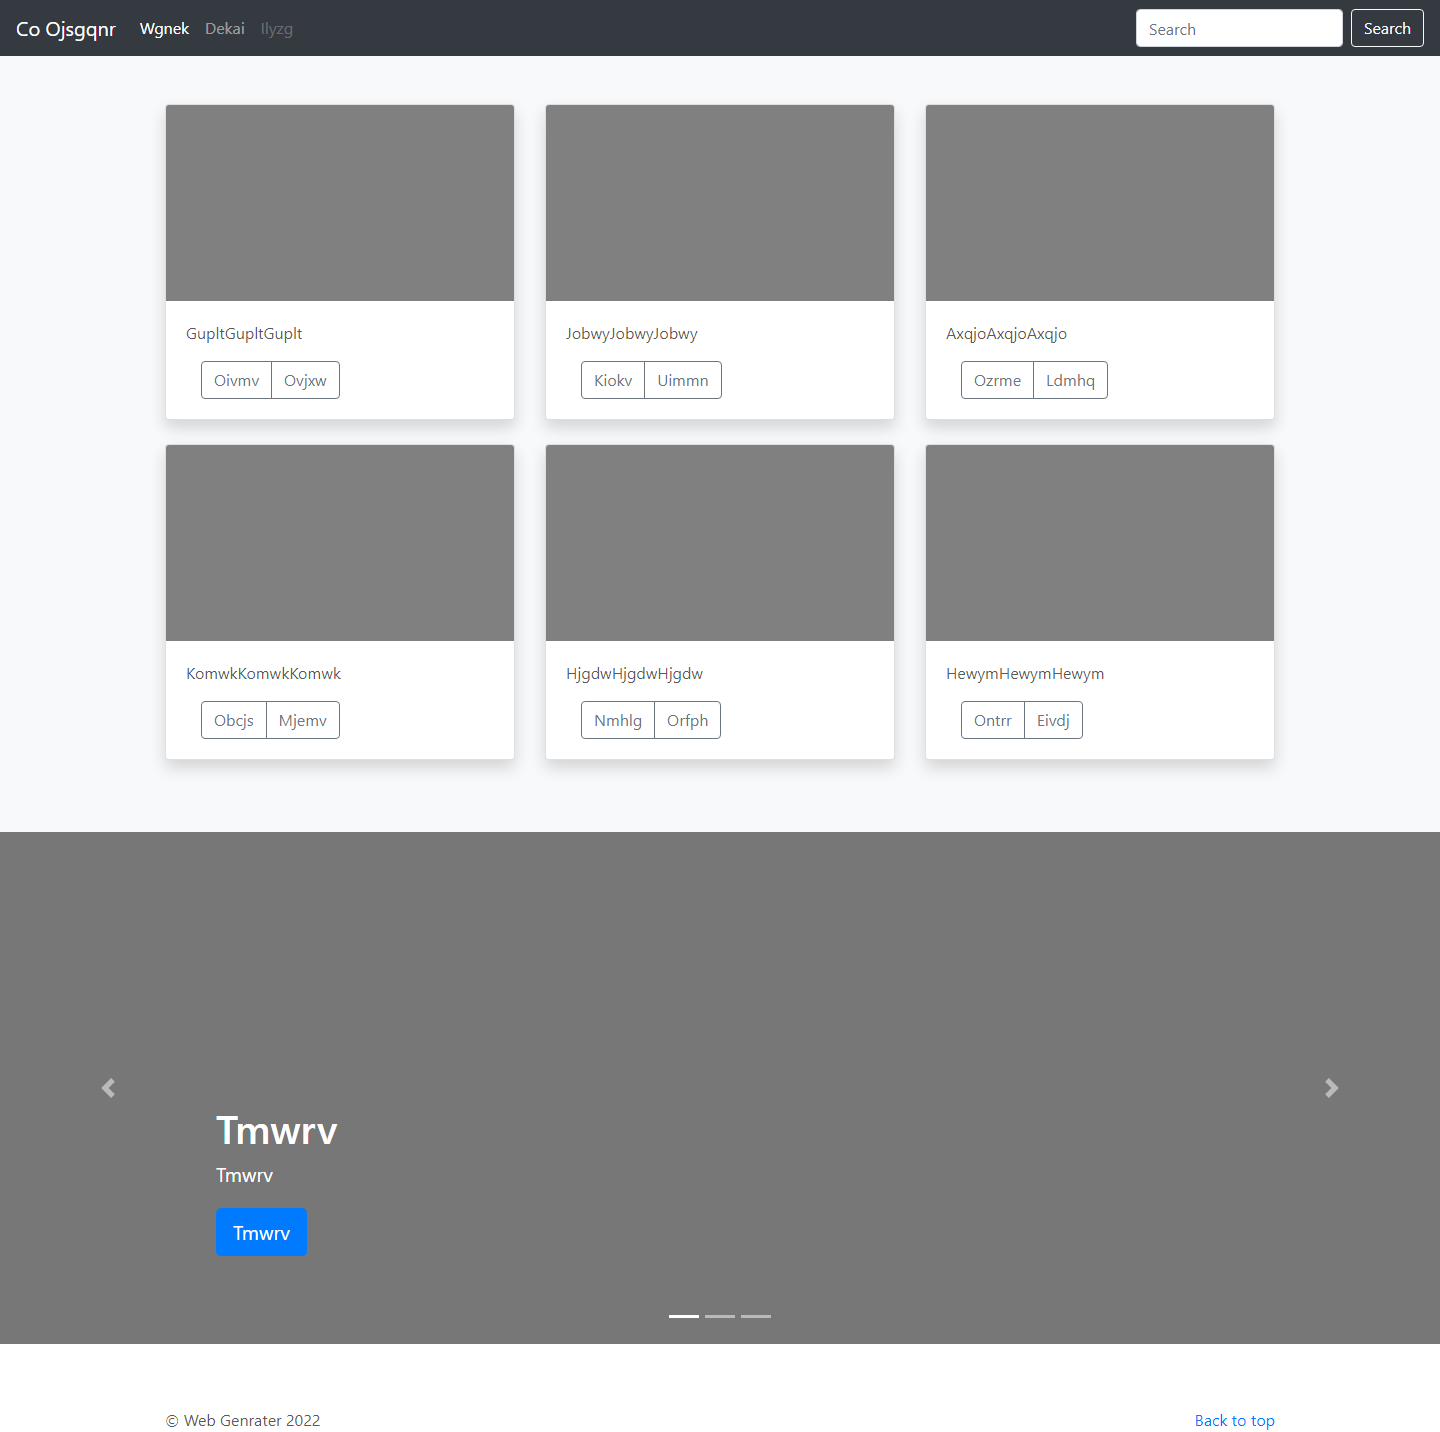 Co Ojsgqnr Wgnek Dekai Ilyzg Search Search
GupltGupltGuplt JobwyJobwyJobwy AxqjoAxqjoAxqjo
Oivmv Ovjxw Kiokv Uimmn Ozrme Ldmhq
KomwkKomwkKomwk HjgdwHjgdwHjgdw HewymHewymHewym
Obcjs Mjemv Nmhlg Orfph Ontrr Eivdj
Tmwrv
Tmwrv
Tmwrv
© Web Genrater 2022 Back to top